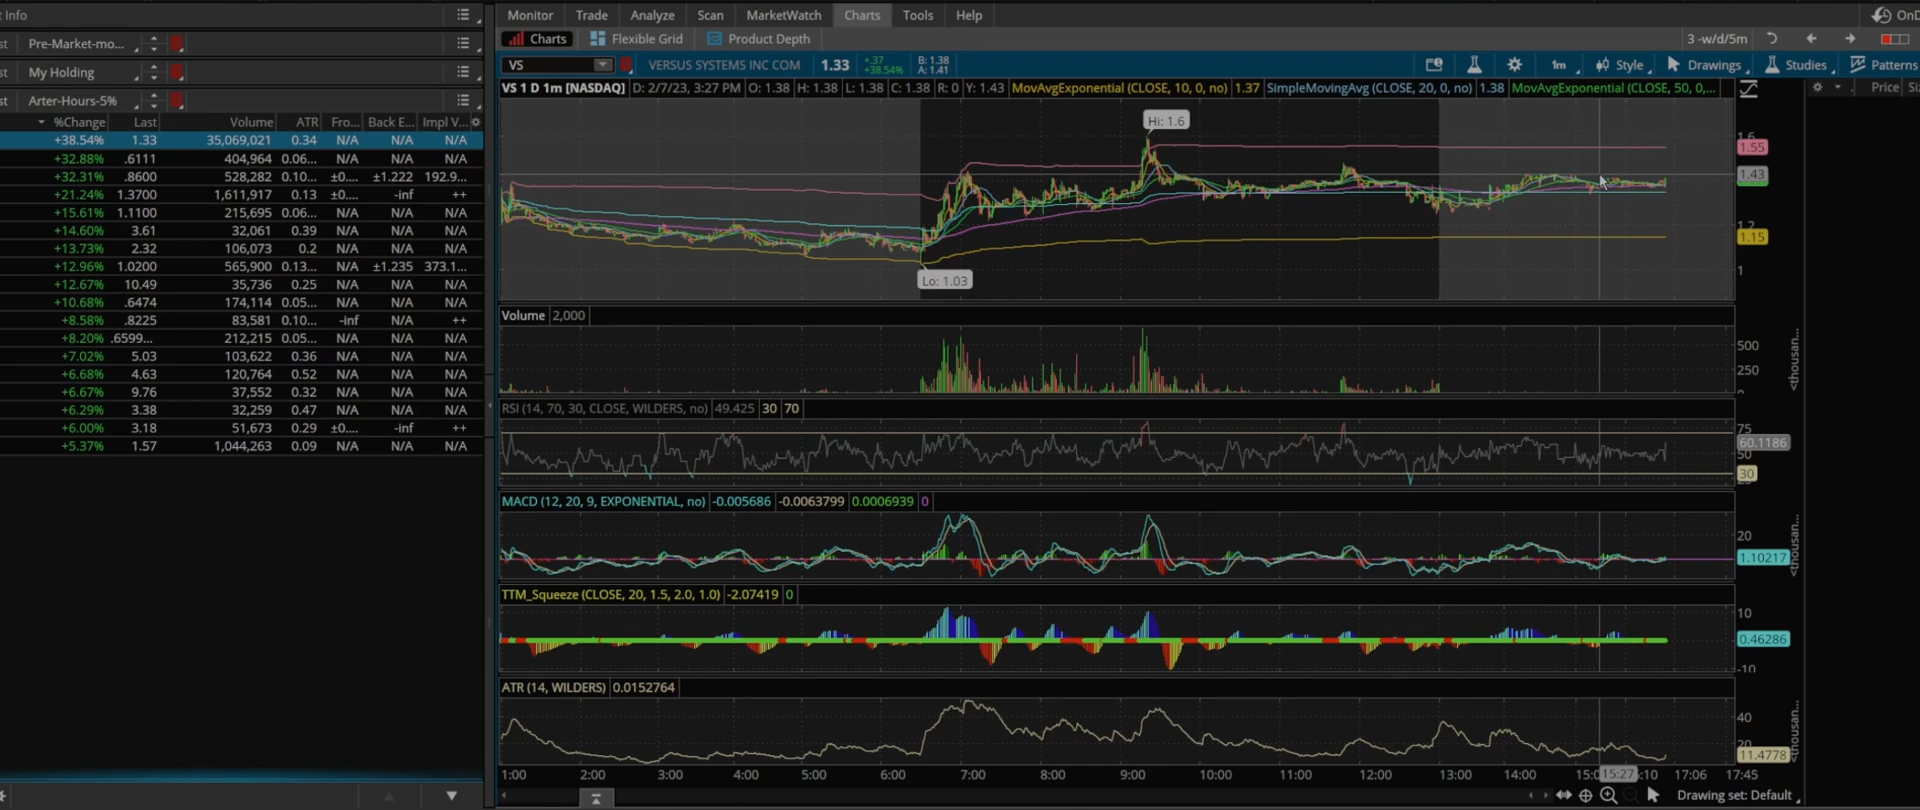 t Info
Monitor Trade Analyze Scan MarketWatch Charts Tools Help OnD
st Pre-Market-mo...
Charts Flexible Grid Product Depth 3 -w/d/5m
st My Holding
VS VERSUS SYSTEMS INC COM 1.33 +.37 +38.54% B: 1.38 A: 1.41 1m Style Drawings Studies Patterns
st Arter-Hours-5%
VS 1 D 1m [NASDAQ] D: 2/7/23, 3:27 PM O: 1.38 H: 1.38 L: 1.38 C: 1.38 R: 0 Y: 1.43 MovAvgExponential (CLOSE, 10, 0, no) 1.37 SimpleMovingAvg (CLOSE, 20, 0, no) 1.38 MovAvgExponential (CLOSE, 50, 0,... Price Siz
%Change Last Volume ATR Fro... Back E... Impl V...
+38.54% 1.33 35,069,021 0.34 N/A N/A N/A
+32.88% .6111 404,964 0.06... N/A N/A N/A
+32.31% .8600 528,282 0.10... N/A ±1.222 192.9...
+21.24% 1.3700 1,611,917 0.13 ±0.... -inf ++
+15.61% 1.1100 215,695 0.06... N/A N/A N/A
+14.60% 3.61 32,061 0.39 N/A N/A N/A
+13.73% 2.32 106,073 0.2 N/A N/A N/A
+12.96% 1.0200 565,900 0.13... N/A ±1.235 373.1...
+12.67% 10.49 35,736 0.25 N/A N/A N/A
+10.68% .6474 174,114 0.05... N/A N/A N/A
+8.58% .8225 83,581 0.10... -inf N/A ++
+8.20% .6599... 212,215 0.05... N/A N/A N/A
+7.02% 5.03 103,622 0.36 N/A N/A N/A
+6.68% 4.63 120,764 0.52 N/A N/A N/A
+6.67% 9.76 37,552 0.32 N/A N/A N/A
+6.29% 3.38 32,259 0.47 N/A N/A N/A
+6.00% 3.18 51,673 0.29 ±0.... -inf ++
+5.37% 1.57 1,044,263 0.09 N/A N/A N/A
Hi: 1.6
1.6
1.55
1.43
1.2
1.15
1
Lo: 1.03
Volume 2,000
500
250
<thousan...
RSI (14, 70, 30, CLOSE, WILDERS, no) 49.425 30 70
75
60.1186
50
30
MACD (12, 20, 9, EXPONENTIAL, no) -0.005686 -0.0063799 0.0006939 0
20
1.10217
<thousan...
TTM_Squeeze (CLOSE, 20, 1.5, 2.0, 1.0) -2.07419 0
10
0.46286
-10
ATR (14, WILDERS) 0.0152764
40
20
11.4778
<thousan...
1:00 2:00 3:00 4:00 5:00 6:00 7:00 8:00 9:00 10:00 11:00 12:00 13:00 14:00 15:0 15:27 :10 17:06 17:45
Drawing set: Default